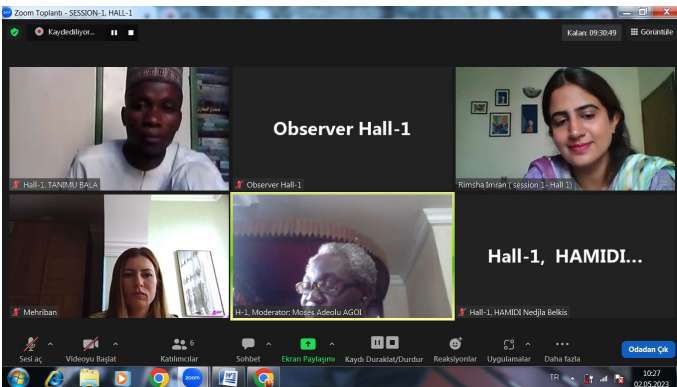 Zoom Toplantı - SESSION-1, HALL-1
Kaydediliyor...
Kalan: 09:30:49
Görüntüle
Hall-1, TANIMU BALA
Observer Hall-1
Observer Hall-1
Rimsha Imran ( session 1- Hall 1)
Mehriban
H-1, Moderator: Moses Adeolu AGOI
Hall-1, HAMIDI...
Hall-1, HAMIDI Nedjla Belkis
Sesi aç
Videoyu Başlat
6
Katılımcılar
Sohbet
Ekran Paylaşımı
Kaydı Duraklat/Durdur
Reaksiyonlar
Uygulamalar
Daha fazla
Odadan Çık
zoom
W
TR
10:27
02.05.2023